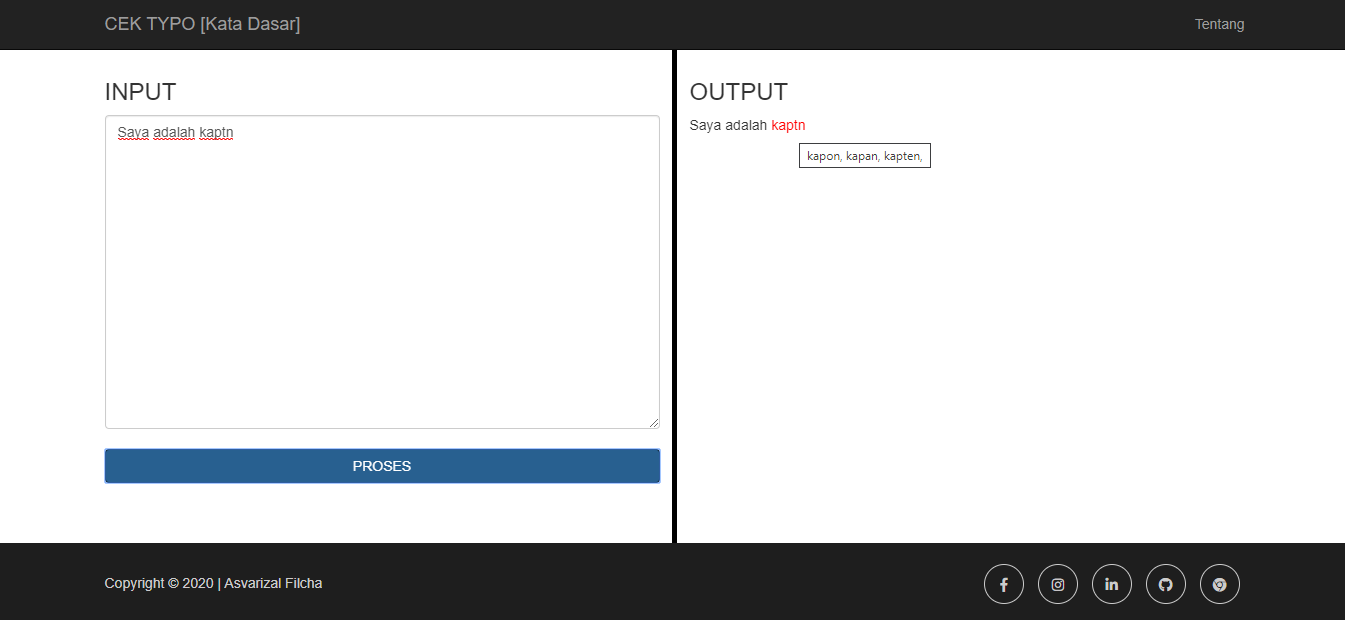 CEK TYPO [Kata Dasar]
Tentang
INPUT
Saya adalah kaptn
PROSES
OUTPUT
Saya adalah kaptn
kapon, kapan, kapten,
Copyright © 2020 | Asvarizal Filcha